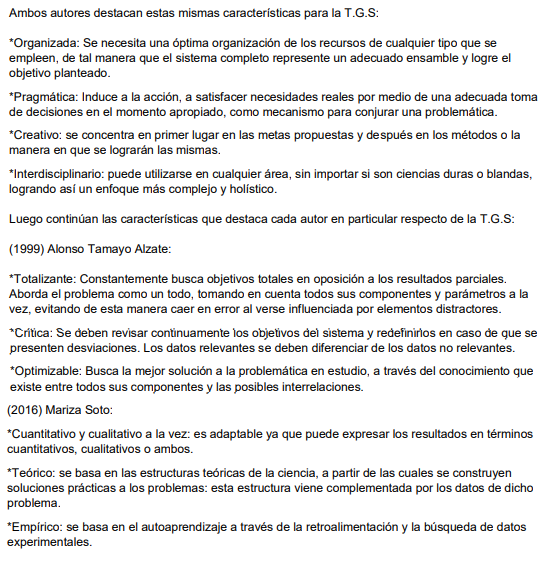 Ambos autores destacan estas mismas características para la T.G.S:
*Organizada: Se necesita una óptima organización de los recursos de cualquier tipo que se
empleen, de tal manera que el sistema completo represente un adecuado ensamble y logre el
objetivo planteado.
*Pragmática: Induce a la acción, a satisfacer necesidades reales por medio de una adecuada toma
de decisiones en el momento apropiado, como mecanismo para conjurar una problemática.
*Creativo: se concentra en primer lugar en las metas propuestas y después en los métodos o la
manera en que se lograrán las mismas.
*Interdisciplinario: puede utilizarse en cualquier área, sin importar si son ciencias duras o blandas,
logrando así un enfoque más complejo y holístico.
Luego continúan las características que destaca cada autor en particular respecto de la T.G.S:
(1999) Alonso Tamayo Alzate:
*Totalizante: Constantemente busca objetivos totales en oposición a los resultados parciales.
Aborda el problema como un todo, tomando en cuenta todos sus componentes y parámetros a la
vez, evitando de esta manera caer en error al verse influenciada por elementos distractores.
*Crítica: Se deben revisar continuamente los objetivos del sistema y redefinirlos en caso de que se
presenten desviaciones. Los datos relevantes se deben diferenciar de los datos no relevantes.
*Optimizable: Busca la mejor solución a la problemática en estudio, a través del conocimiento que
existe entre todos sus componentes y las posibles interrelaciones.
(2016) Mariza Soto:
*Cuantitativo y cualitativo a la vez: es adaptable ya que puede expresar los resultados en términos
cuantitativos, cualitativos o ambos.
*Teórico: se basa en las estructuras teóricas de la ciencia, a partir de las cuales se construyen
soluciones prácticas a los problemas: esta estructura viene complementada por los datos de dicho
problema.
*Empírico: se basa en el autoaprendizaje a través de la retroalimentación y la búsqueda de datos
experimentales.